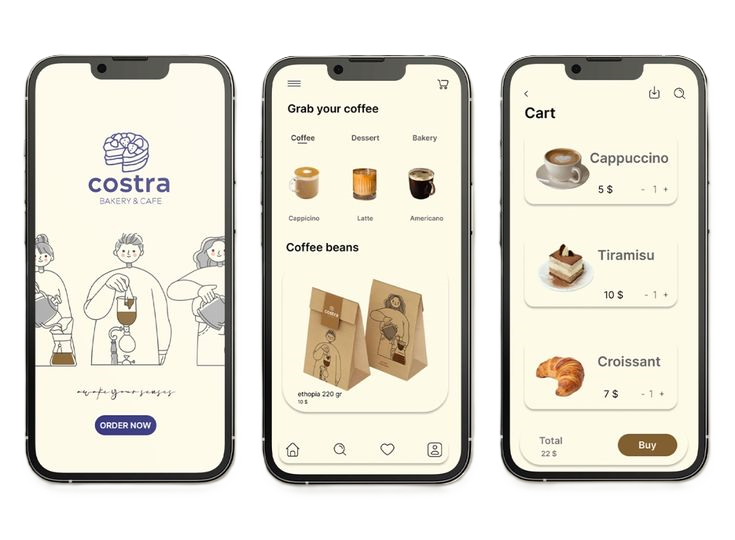 costra
BAKERY & CAFE
awake your senses
ORDER NOW
Grab your coffee
Coffee Dessert Bakery
Cappicino Latte Americano
Coffee beans
COSTRA
ethopia 220 gr
10 $
Cart
Cappuccino
5 $ - 1 +
Tiramisu
10 $ - 1 +
Croissant
7 $ - 1 +
Total
22 $
Buy